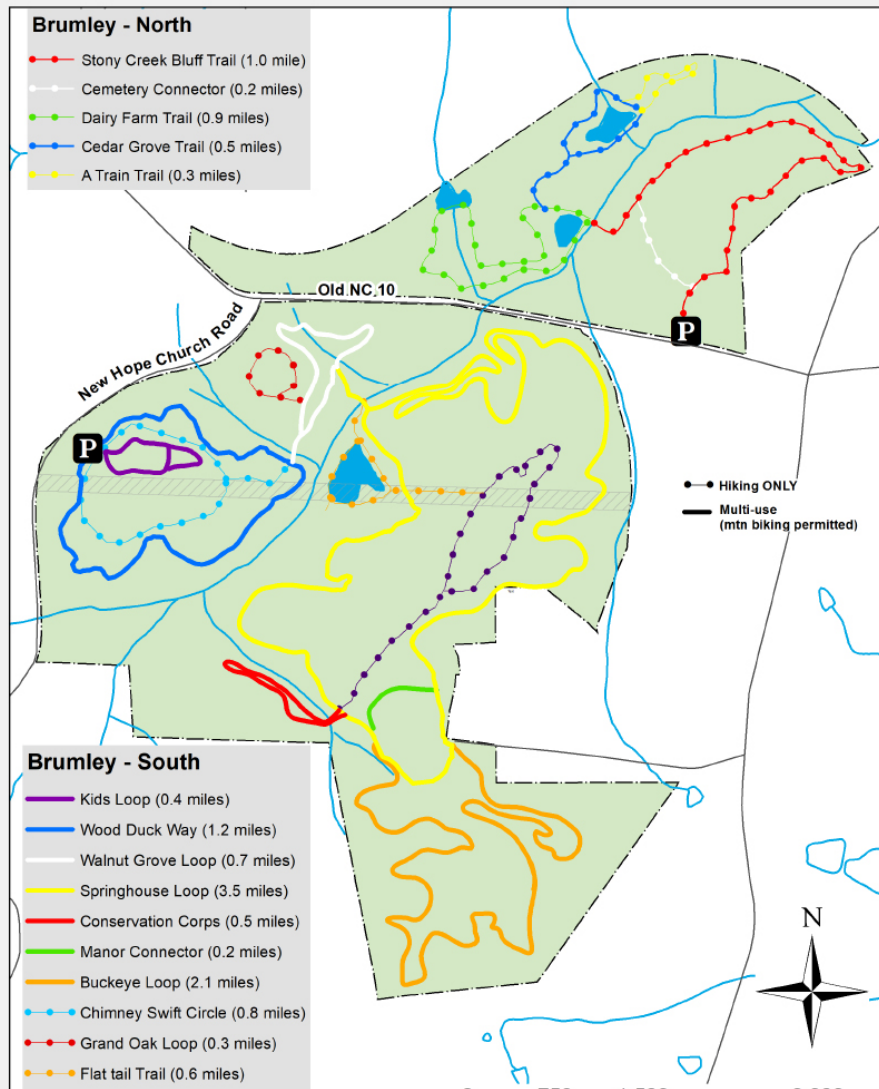 Brumley - North
Stony Creek Bluff Trail (1.0 mile)
Cemetery Connector (0.2 miles)
Dairy Farm Trail (0.9 miles)
Cedar Grove Trail (0.5 miles)
A Train Trail (0.3 miles)
Old NC 10
New Hope Church Road
P
P
Hiking ONLY
Multi-use
(mtn biking permitted)
Brumley - South
Kids Loop (0.4 miles)
Wood Duck Way (1.2 miles)
Walnut Grove Loop (0.7 miles)
Springhouse Loop (3.5 miles)
Conservation Corps (0.5 miles)
Manor Connector (0.2 miles)
Buckeye Loop (2.1 miles)
Chimney Swift Circle (0.8 miles)
Grand Oak Loop (0.3 miles)
Flat tail Trail (0.6 miles)
N